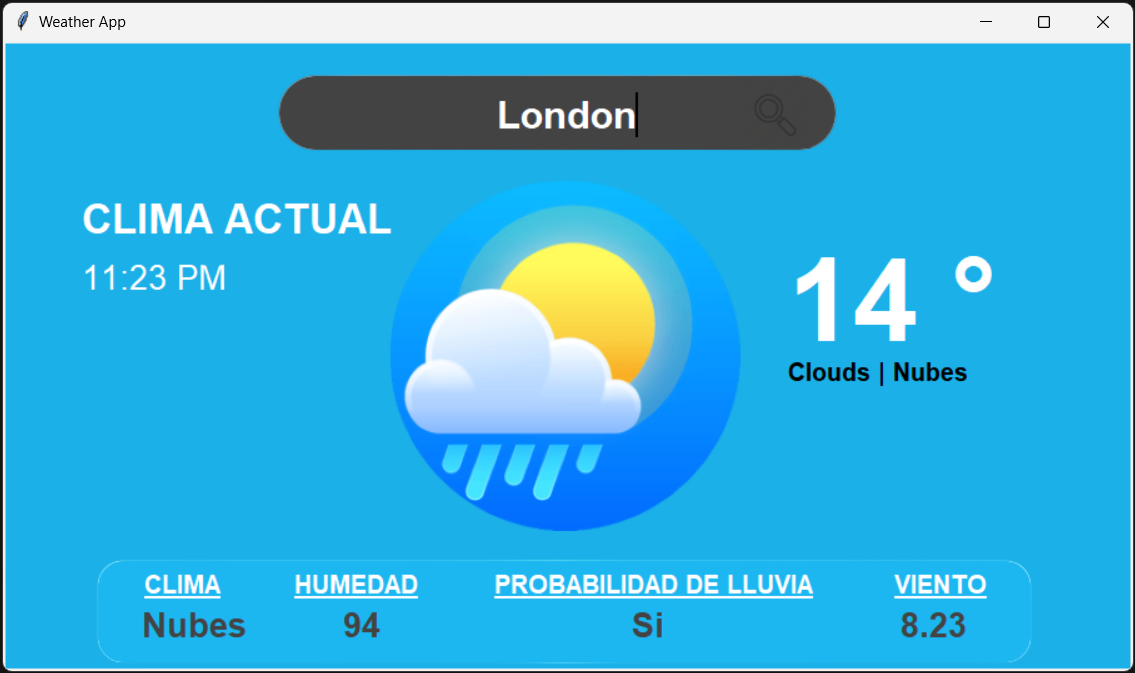 Weather App
London
CLIMA ACTUAL
11:23 PM
14 °
Clouds | Nubes
CLIMA HUMEDAD PROBABILIDAD DE LLUVIA VIENTO
Nubes 94 Si 8.23